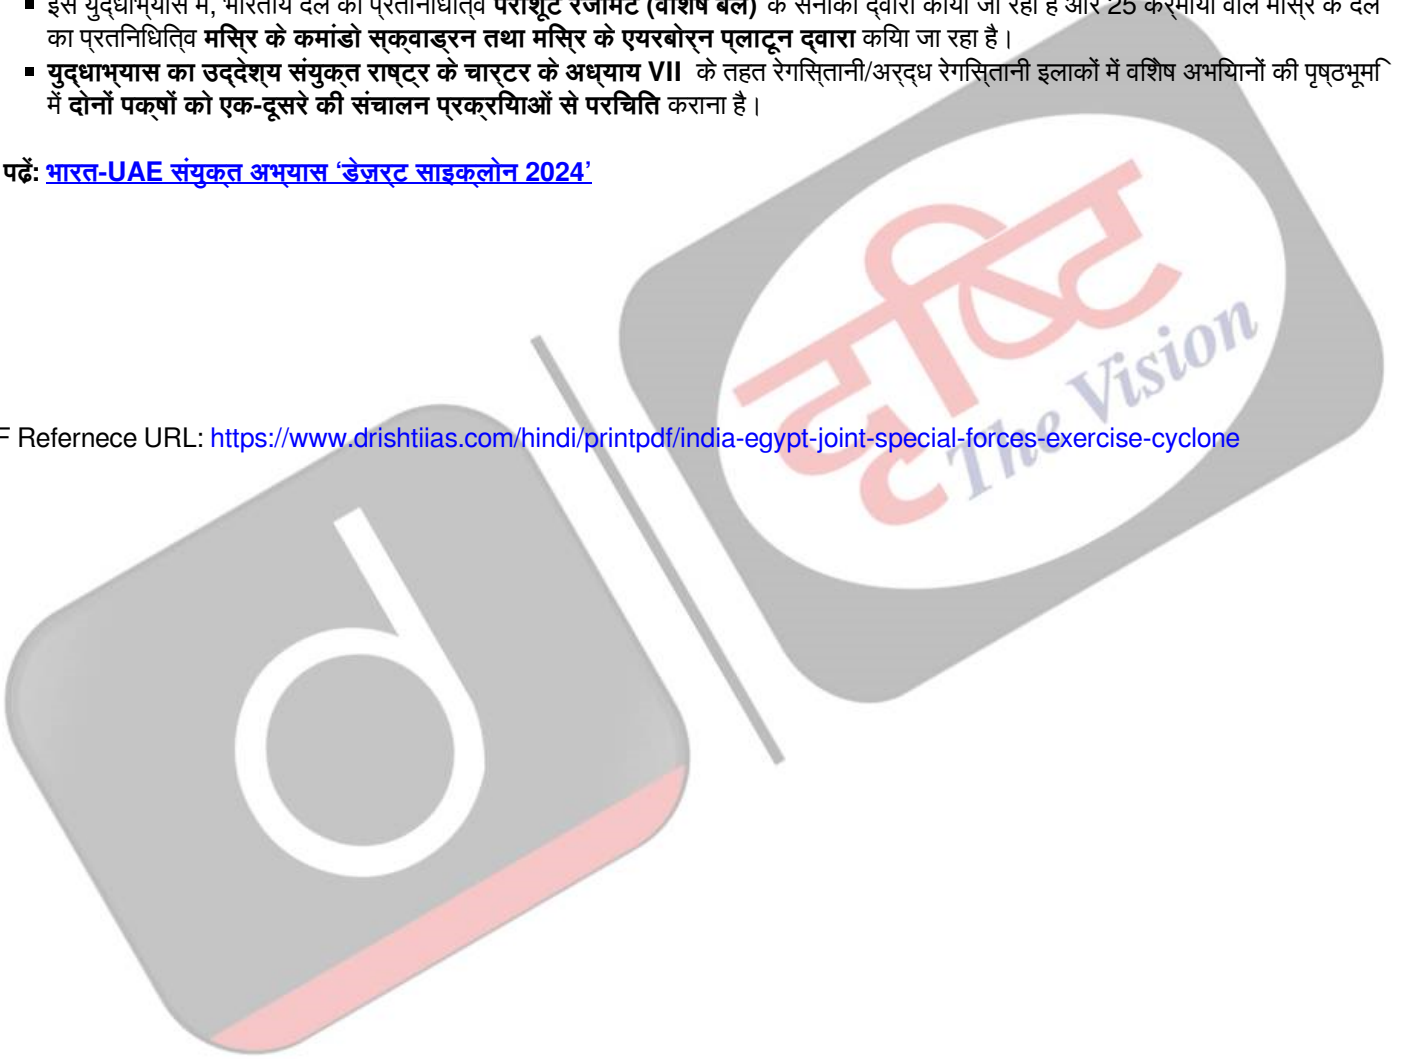 इस युद्धाभ्यास में, भारतीय दल का प्रतिनिधित्व पैराशूट रेजिमेंट (विशेष बल) के सैनिकों द्वारा किया जा रहा है और 25 कर्मियों वाले मिस्र के दल
का प्रतिनिधित्व मिस्र के कमांडो स्क्वाड्रन तथा मिस्र के एयरबोर्न प्लाटून द्वारा किया जा रहा है।
युद्धाभ्यास का उद्देश्य संयुक्त राष्ट्र के चार्टर के अध्याय VII के तहत रेगिस्तानी/अर्द्ध रेगिस्तानी इलाकों में विशेष अभियानों की पृष्ठभूमि
में दोनों पक्षों को एक-दूसरे की संचालन प्रक्रियाओं से परिचित कराना है।
पढ़ें: भारत-UAE संयुक्त अभ्यास ‘डेज़र्ट साइक्लोन 2024’
दृष्टि
The Vision
F Refernece URL: https://www.drishtiias.com/hindi/printpdf/india-egypt-joint-special-forces-exercise-cyclone
d